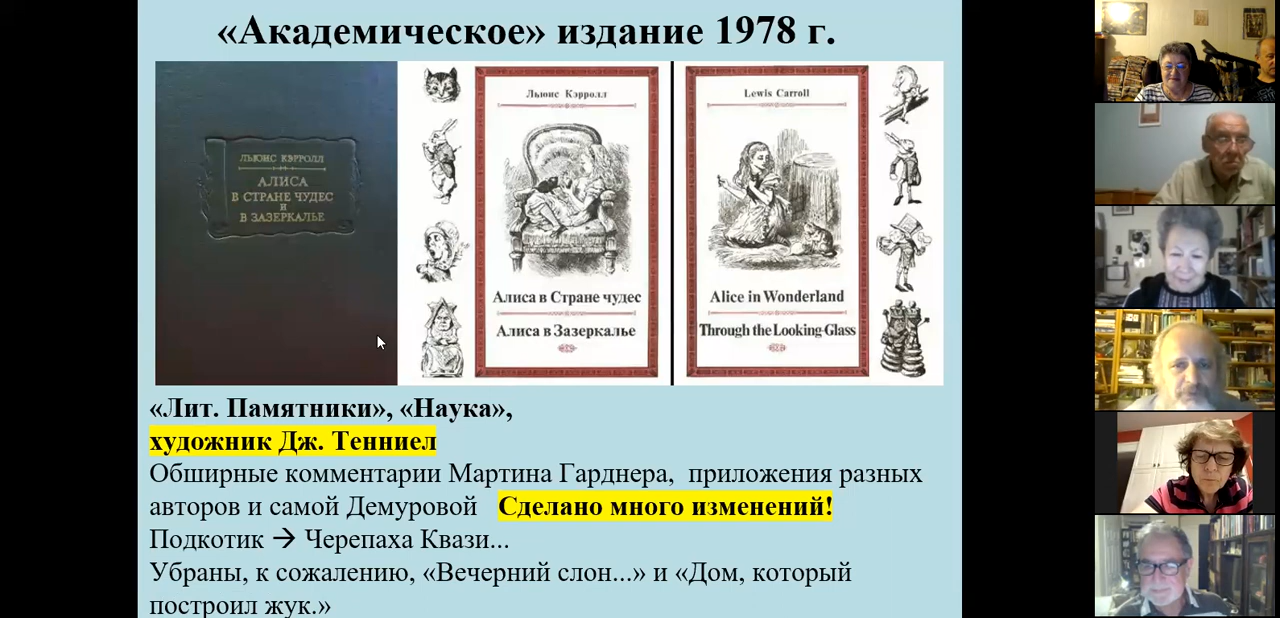 «Академическое» издание 1978 г.
ЛЬЮИС КЭРРОЛЛ
АЛИСА
В СТРАНЕ ЧУДЕС
И
В ЗАЗЕРКАЛЬЕ
Льюис Кэрролл
Алиса в Стране чудес
Алиса в Зазеркалье
Lewis Carroll
Alice in Wonderland
Through the Looking-Glass
«Лит. Памятники», «Наука»,
художник Дж. Тенниел
Обширные комментарии Мартина Гарднера, приложения разных
авторов и самой Демуровой Сделано много изменений!
Подкотик → Черепаха Квази...
Убраны, к сожалению, «Вечерний слон...» и «Дом, который
построил жук.»